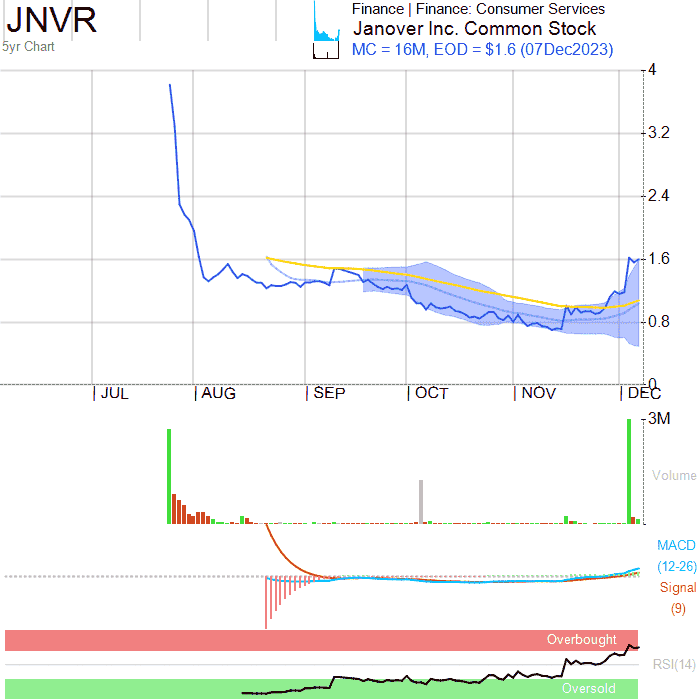 JNVR
5yr Chart
Finance | Finance: Consumer Services
Janover Inc. Common Stock
MC = 16M, EOD = $1.6 (07Dec2023)
4
3.2
2.4
1.6
0.8
0
JUL AUG SEP OCT NOV DEC
3M
Volume
MACD
(12-26)
Signal
(9)
Overbought
RSI(14)
Oversold